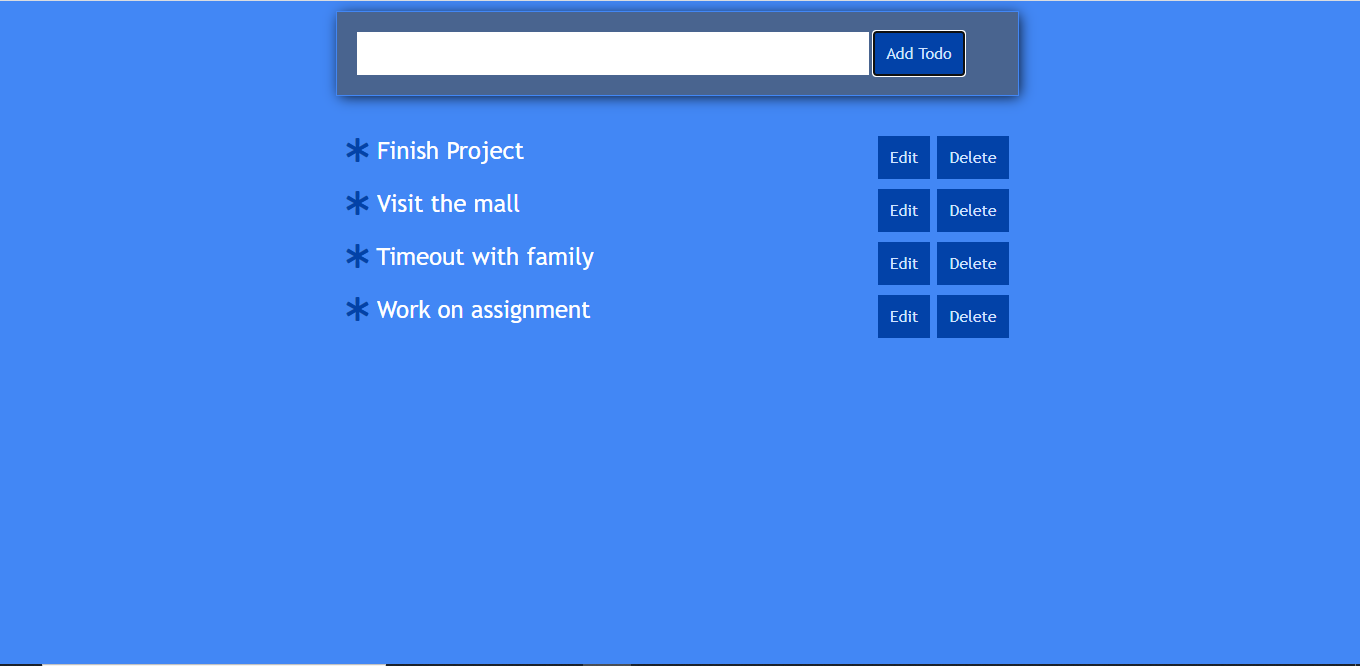 Add Todo
Finish Project Edit Delete
Visit the mall Edit Delete
Timeout with family Edit Delete
Work on assignment Edit Delete